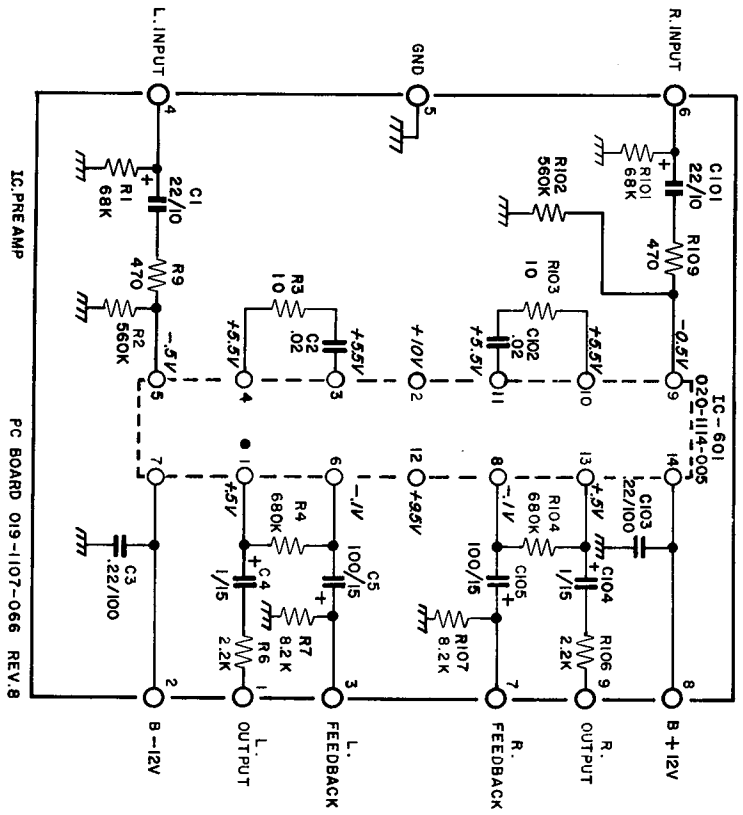 L. INPUT
GND
R. INPUT
4
5
6
C1
22/10
+
R1
68K
R9
470
R2
560K
-.5V
5
R3
10
C2
.02
+5.5V
4
+5.5V
3
+10V
2
C101
22/10
+
R101
68K
R109
470
R102
560K
R103
10
C102
.02
+5.5V
11
+5.5V
10
-0.5V
9
IC-601
020-1114-005
7
1
6
12
8
13
14
+.5V
-.1V
+9.5V
-.1V
+.5V
C3
.22/100
R4
680K
C4
1/15
+
C5
100/15
+
R7
8.2K
R6
2.2K
R104
680K
C103
.22/100
C104
1/15
+
C105
100/15
+
R107
8.2K
R106
2.2K
2
1
3
7
9
8
B-12V
L.
OUTPUT
L.
FEEDBACK
R.
FEEDBACK
R.
OUTPUT
B+12V
IC. PRE AMP
PC BOARD 019-1107-066 REV.8